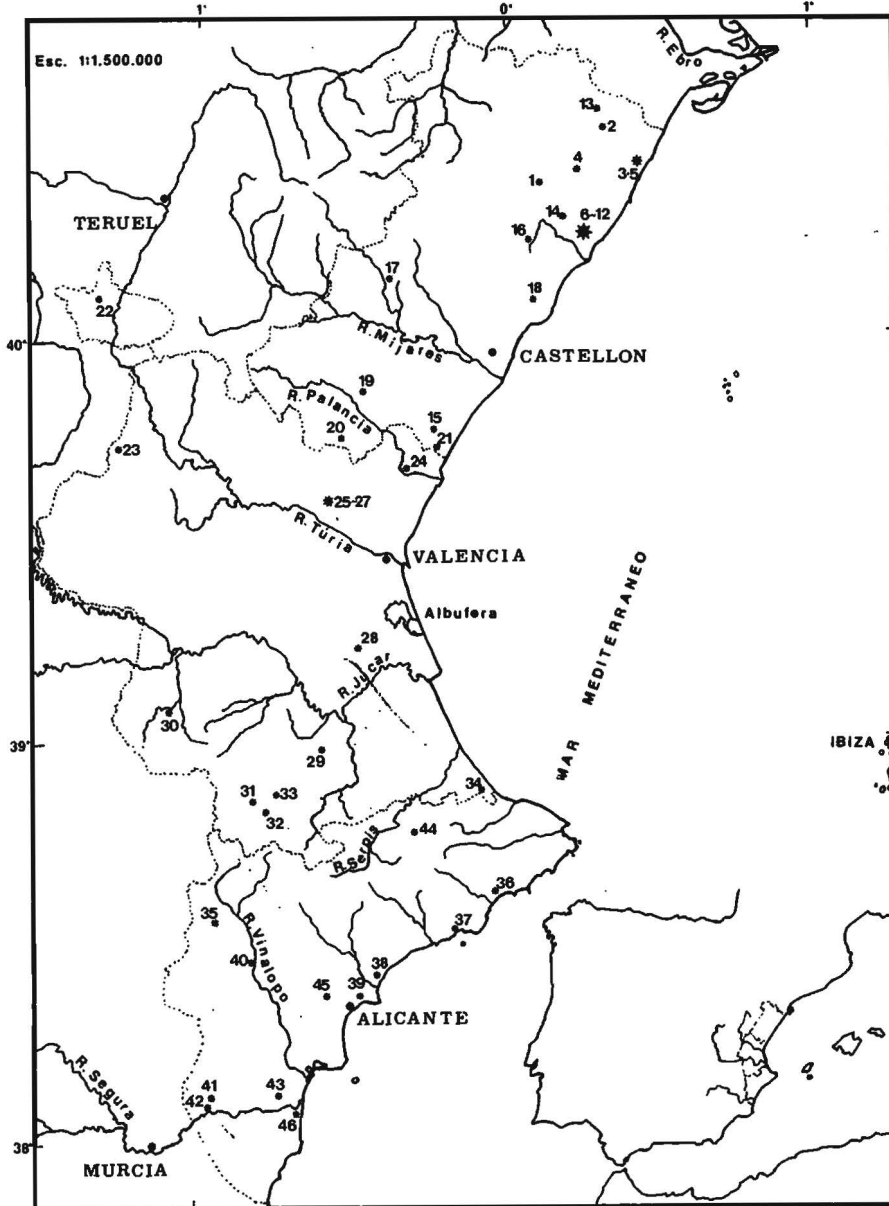 1°
0°
1°
Esc. 1:1.500.000
R. Ebro
13
2
4
3-5
1
14
6-12
16
TERUEL
17
18
22
R. Mijares
40°
CASTELLON
19
R. Palancia
15
20
21
23
24
25-27
R. Túria
VALENCIA
Albufera
28
R. Jucar
MAR MEDITERRANEO
30
39°
IBIZA
29
31
33
34
32
R. Serpis
44
36
35
R. Vinalopo
37
40
38
45
39
ALICANTE
R. Segura
41
43
42
46
38°
MURCIA